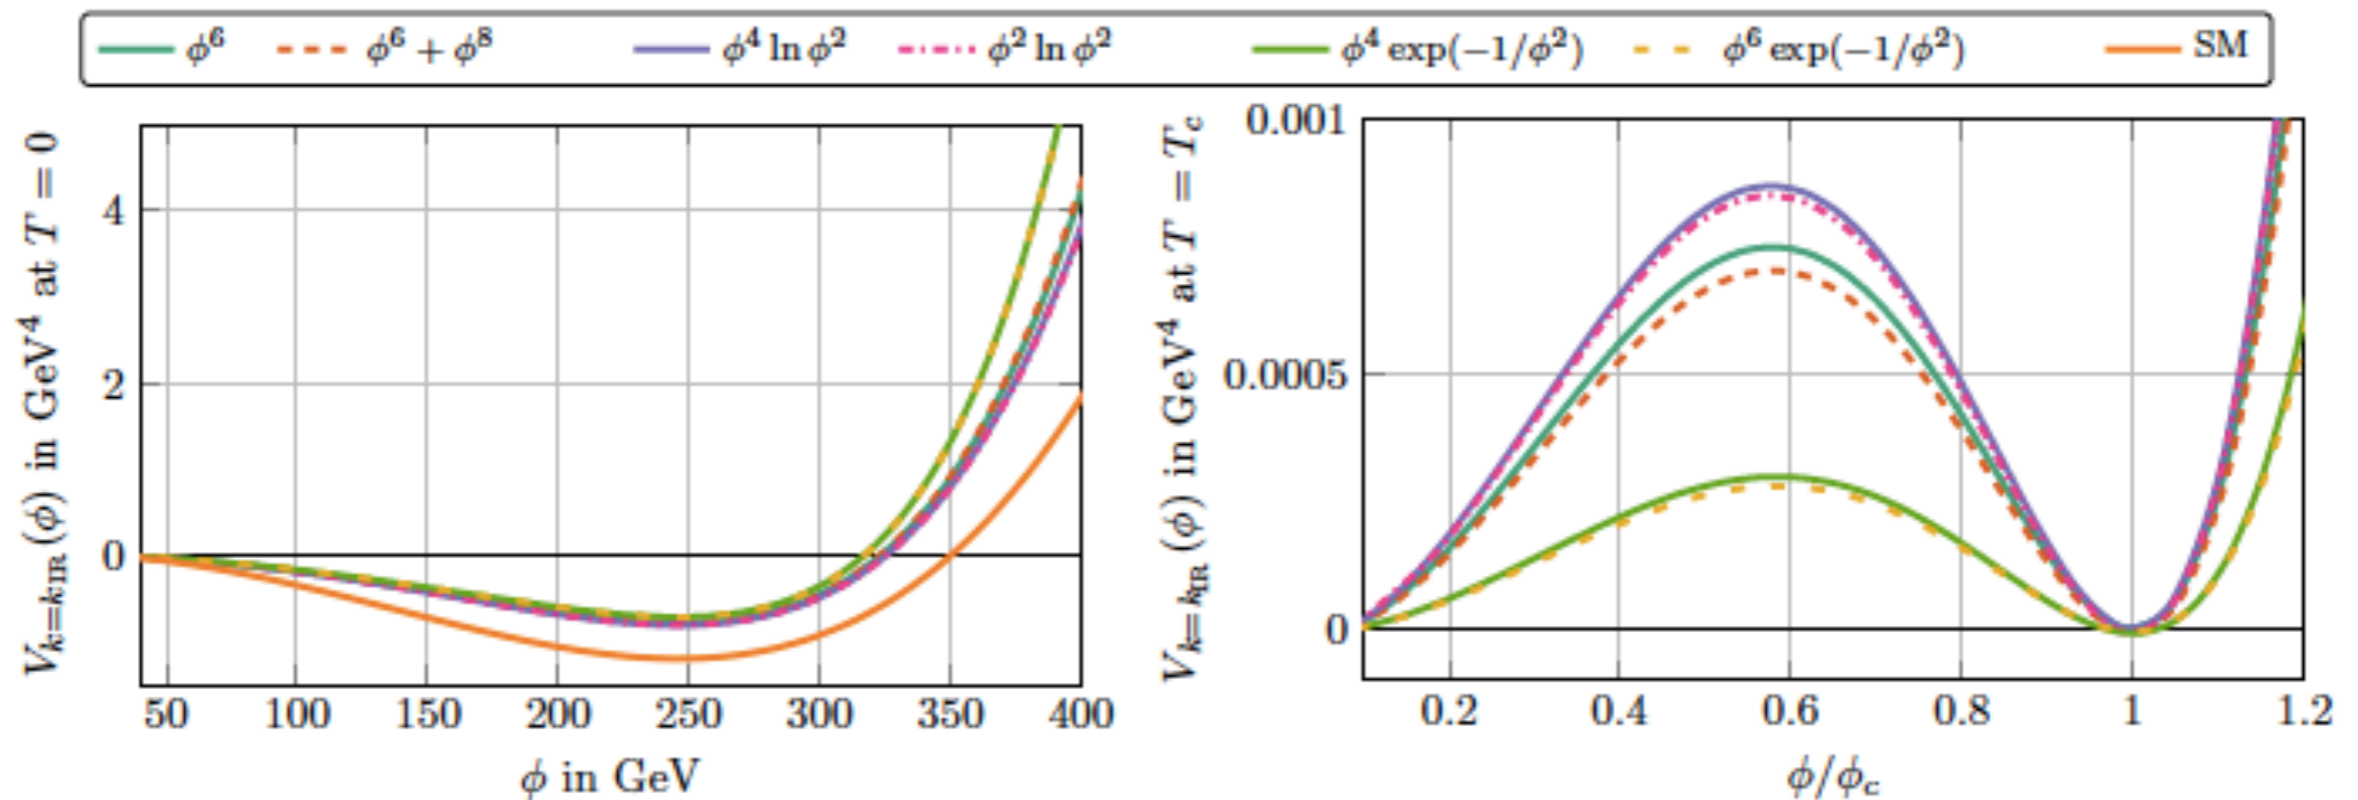 ϕ⁶ ϕ⁶ + ϕ⁸ ϕ⁴ ln ϕ² ϕ² ln ϕ² ϕ⁴ exp(−1/ϕ²) ϕ⁶ exp(−1/ϕ²) SM
V_{k=k_IR}(ϕ) in GeV⁴ at T = 0
4
2
0
50 100 150 200 250 300 350 400
ϕ in GeV
V_{k=k_IR}(ϕ) in GeV⁴ at T = T_c
0.001
0.0005
0
0.2 0.4 0.6 0.8 1 1.2
ϕ/ϕ_c